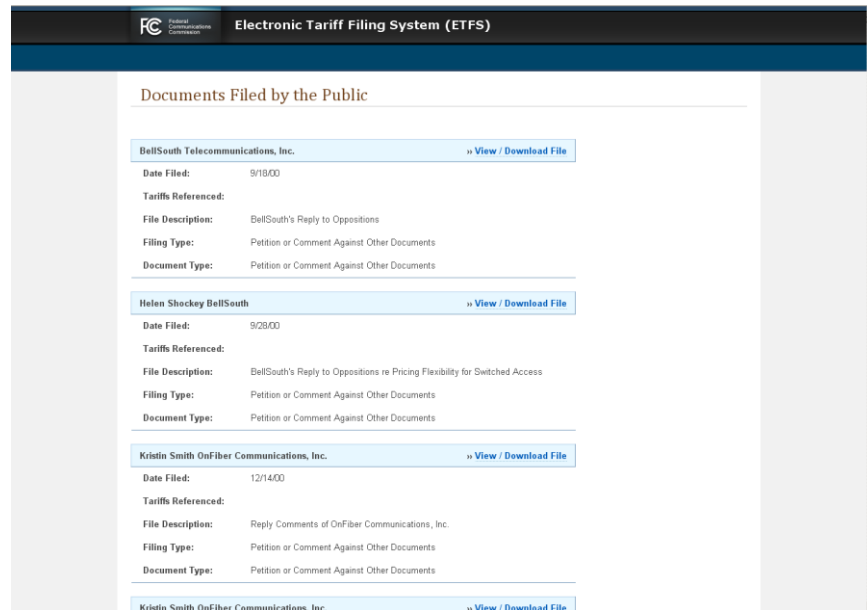 FC Federal Communications Commission
Electronic Tariff Filing System (ETFS)
Documents Filed by the Public
BellSouth Telecommunications, Inc. » View / Download File
Date Filed: 9/18/00
Tariffs Referenced:
File Description: BellSouth's Reply to Oppositions
Filing Type: Petition or Comment Against Other Documents
Document Type: Petition or Comment Against Other Documents
Helen Shockey BellSouth » View / Download File
Date Filed: 9/28/00
Tariffs Referenced:
File Description: BellSouth's Reply to Oppositions re Pricing Flexibility for Switched Access
Filing Type: Petition or Comment Against Other Documents
Document Type: Petition or Comment Against Other Documents
Kristin Smith OnFiber Communications, Inc. » View / Download File
Date Filed: 12/14/00
Tariffs Referenced:
File Description: Reply Comments of OnFiber Communications, Inc.
Filing Type: Petition or Comment Against Other Documents
Document Type: Petition or Comment Against Other Documents
Kristin Smith OnFiber Communications, Inc. » View / Download File